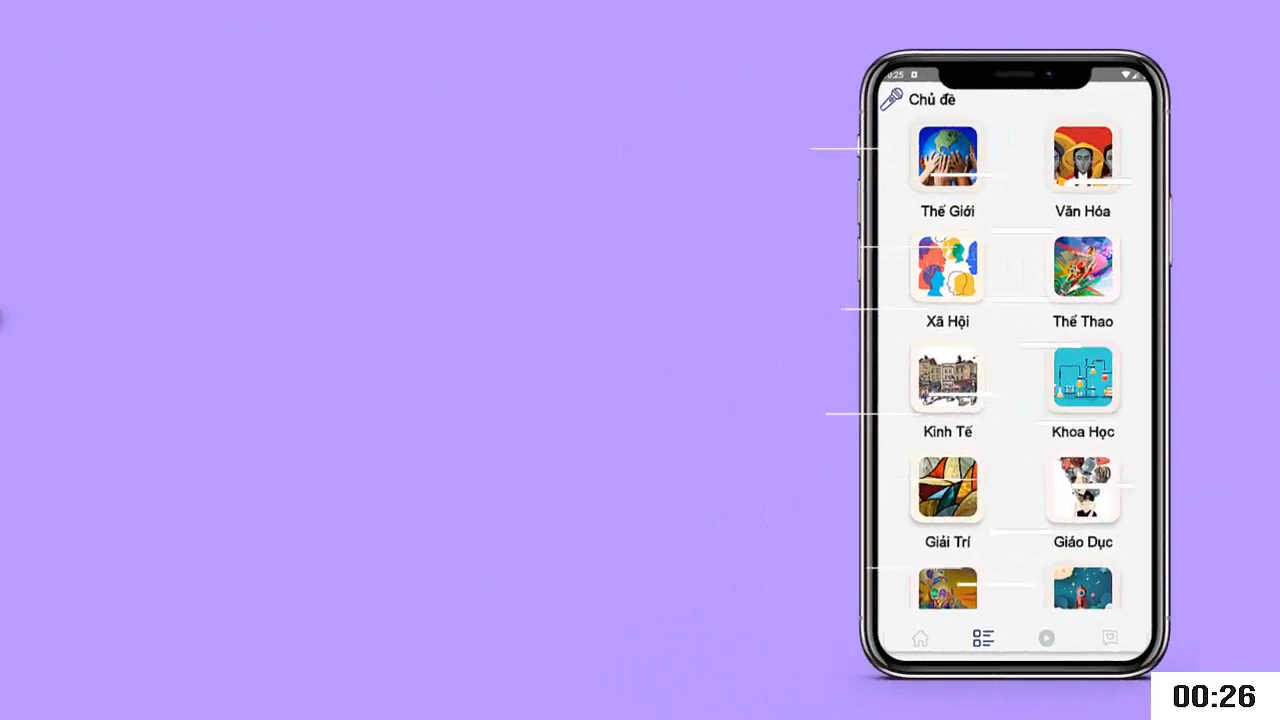 0:25
Chủ đề
Thế Giới
Văn Hóa
Xã Hội
Thể Thao
Kinh Tế
Khoa Học
Giải Trí
Giáo Dục
00:26